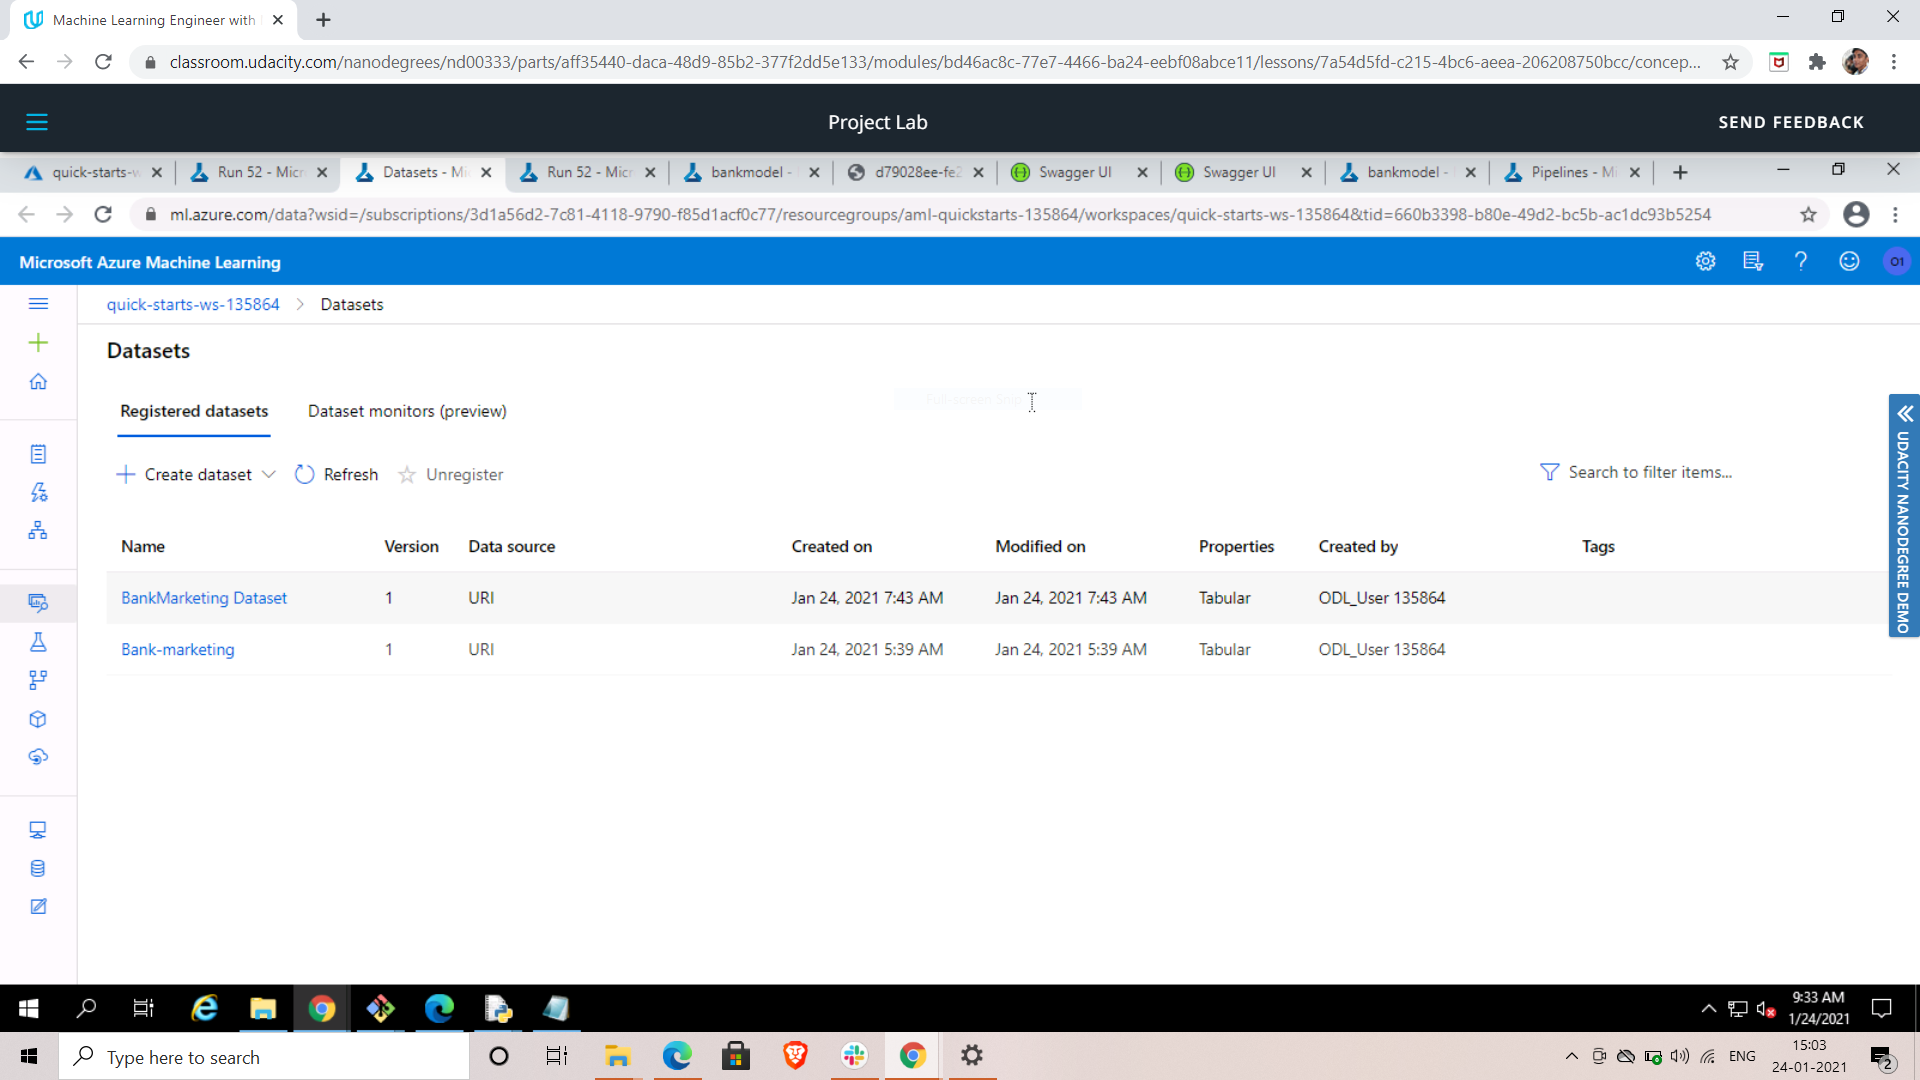 Machine Learning Engineer with
classroom.udacity.com/nanodegrees/nd00333/parts/aff35440-daca-48d9-85b2-377f2dd5e133/modules/bd46ac8c-77e7-4466-ba24-eebf08abce11/lessons/7a54d5fd-c215-4bc6-aeea-206208750bcc/concep...
Project Lab
SEND FEEDBACK
quick-starts-w Run 52 - Micr Datasets - Mi Run 52 - Micr bankmodel - d79028ee-fe2 Swagger UI Swagger UI bankmodel - Pipelines - Mi
ml.azure.com/data?wsid=/subscriptions/3d1a56d2-7c81-4118-9790-f85d1acf0c77/resourcegroups/aml-quickstarts-135864/workspaces/quick-starts-ws-135864&tid=660b3398-b80e-49d2-bc5b-ac1dc93b5254
Microsoft Azure Machine Learning
O1
quick-starts-ws-135864 > Datasets
Datasets
Full-screen Snip
Registered datasets Dataset monitors (preview)
Create dataset Refresh Unregister Search to filter items...
UDACITY NANODEGREE DEMO
Name Version Data source Created on Modified on Properties Created by Tags
BankMarketing Dataset 1 URI Jan 24, 2021 7:43 AM Jan 24, 2021 7:43 AM Tabular ODL_User 135864
Bank-marketing 1 URI Jan 24, 2021 5:39 AM Jan 24, 2021 5:39 AM Tabular ODL_User 135864
9:33 AM
1/24/2021
Type here to search
ENG
15:03
24-01-2021
2